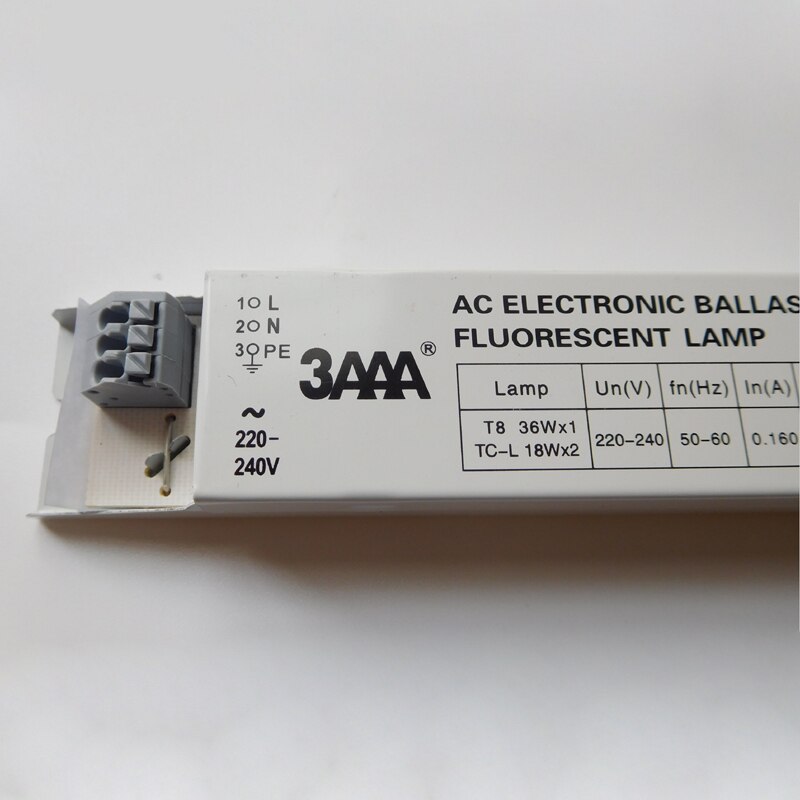 1 L
2 N
3 PE
~
220-
240V
3AAA®
AC ELECTRONIC BALLAS
FLUORESCENT LAMP
Lamp Un(V) fn(Hz) In(A)
T8 36Wx1
TC-L 18Wx2 220-240 50-60 0.160